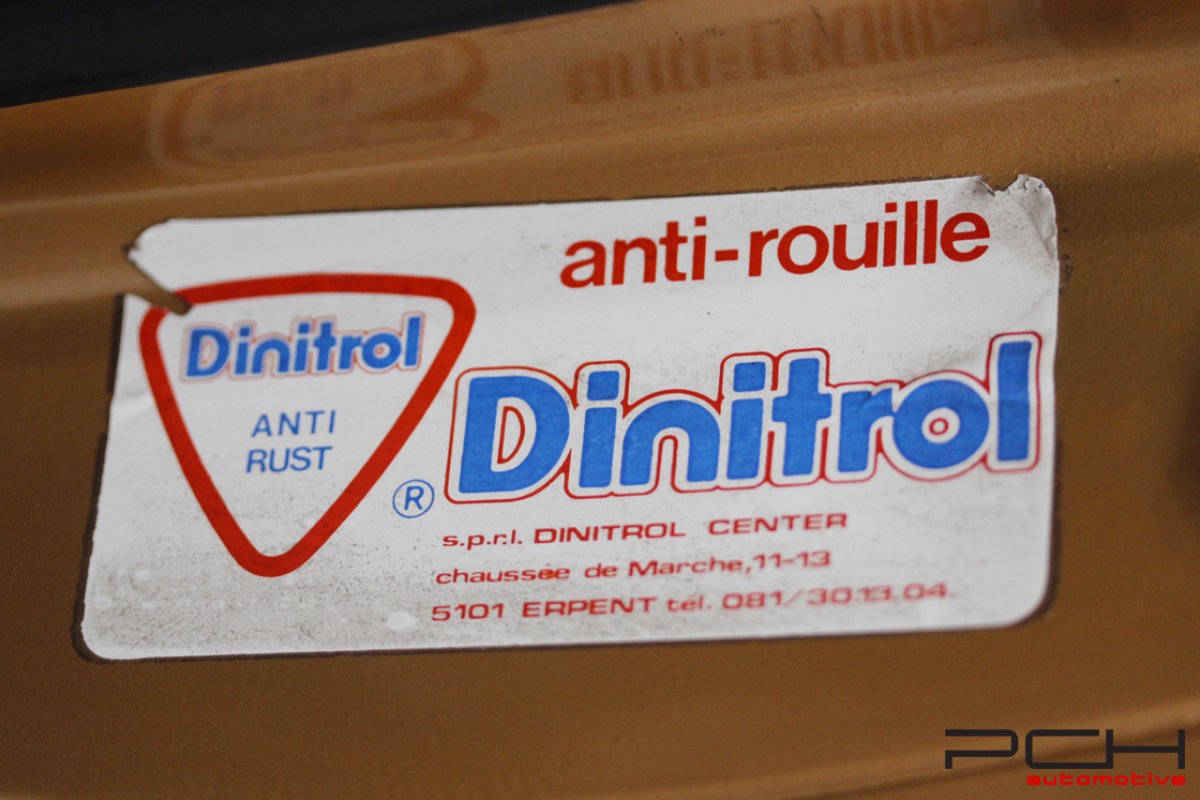 anti-rouille
Dinitrol
ANTI
RUST
® Dinitrol
s.p.r.l. DINITROL CENTER
chaussée de Marche,11-13
5101 ERPENT tél. 081/30.13.04.
PCH
automotive